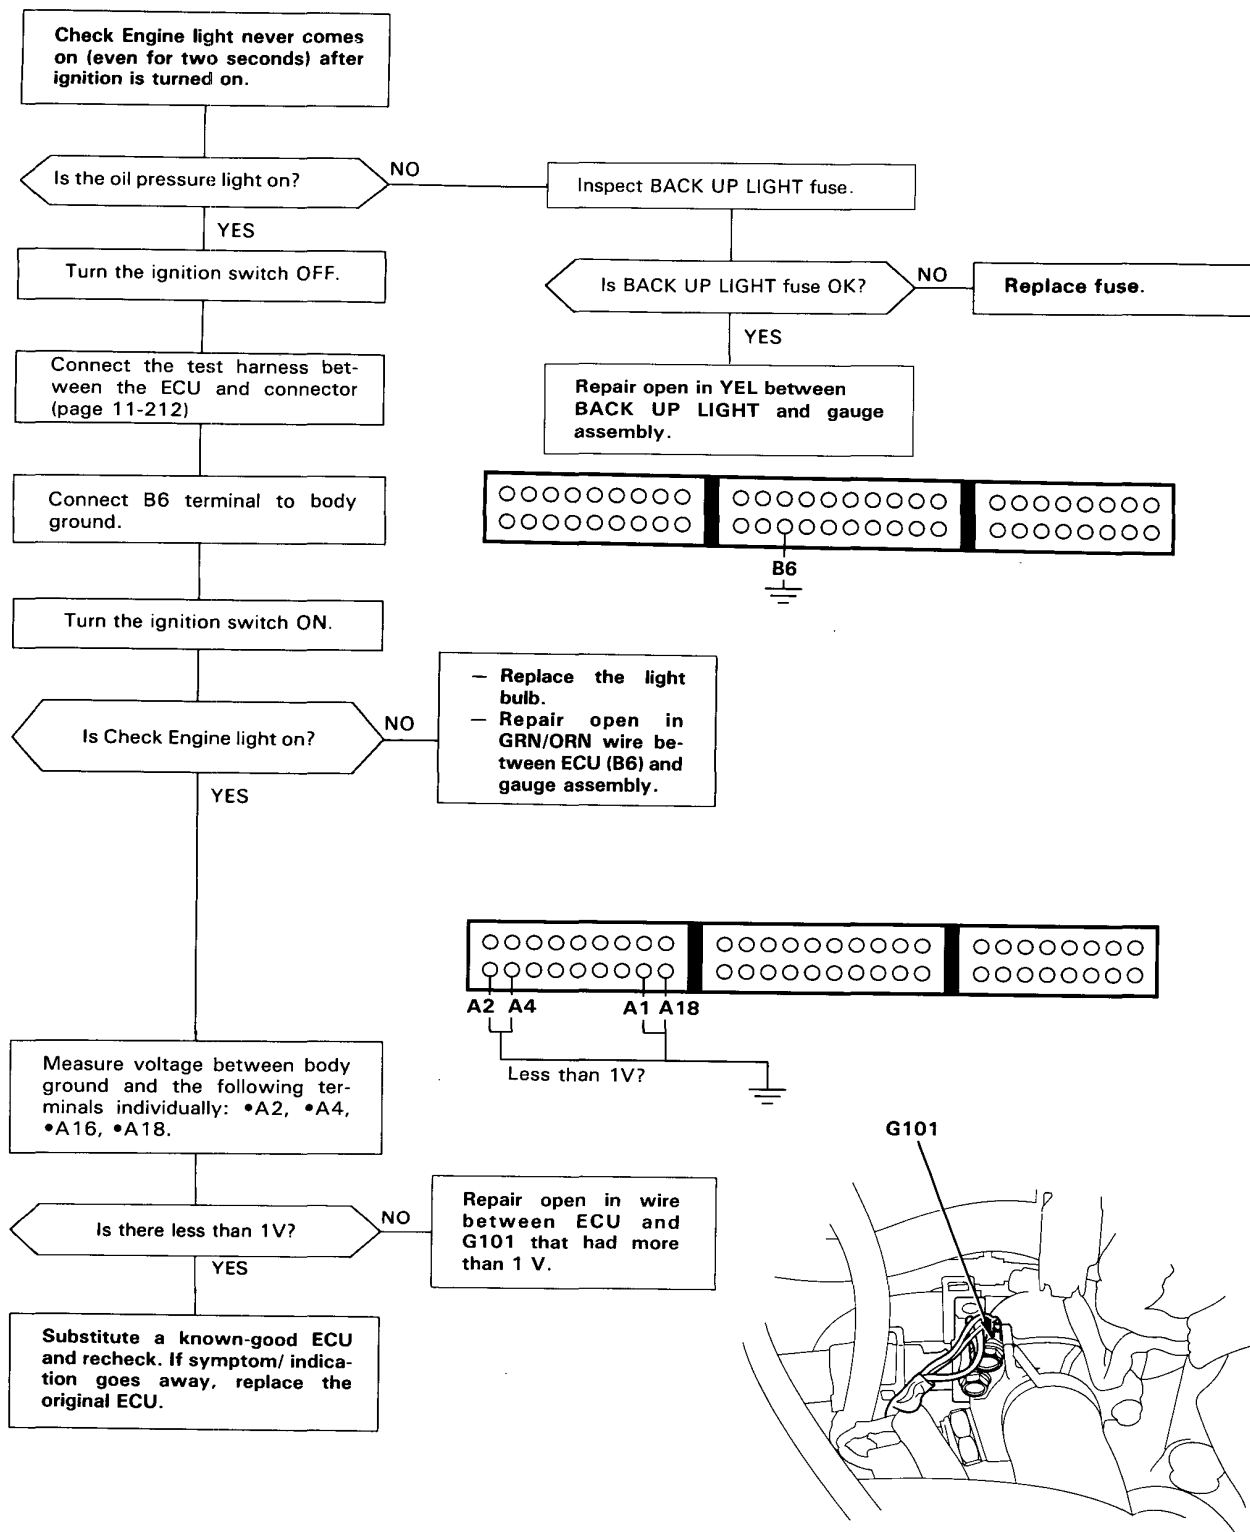 Check Engine light never comes
on (even for two seconds) after
ignition is turned on.
Is the oil pressure light on?
NO
Inspect BACK UP LIGHT fuse.
YES
Turn the ignition switch OFF.
Is BACK UP LIGHT fuse OK?
NO
Replace fuse.
YES
Connect the test harness bet-
ween the ECU and connector
(page 11-212)
Repair open in YEL between
BACK UP LIGHT and gauge
assembly.
Connect B6 terminal to body
ground.
B6
Turn the ignition switch ON.
Is Check Engine light on?
NO
— Replace the light
bulb.
— Repair open in
GRN/ORN wire be-
tween ECU (B6) and
gauge assembly.
YES
A2 A4 A1 A18
Less than 1V?
Measure voltage between body
ground and the following ter-
minals individually: •A2, •A4,
•A16, •A18.
G101
Is there less than 1V?
NO
Repair open in wire
between ECU and
G101 that had more
than 1 V.
YES
Substitute a known-good ECU
and recheck. If symptom/ indica-
tion goes away, replace the
original ECU.